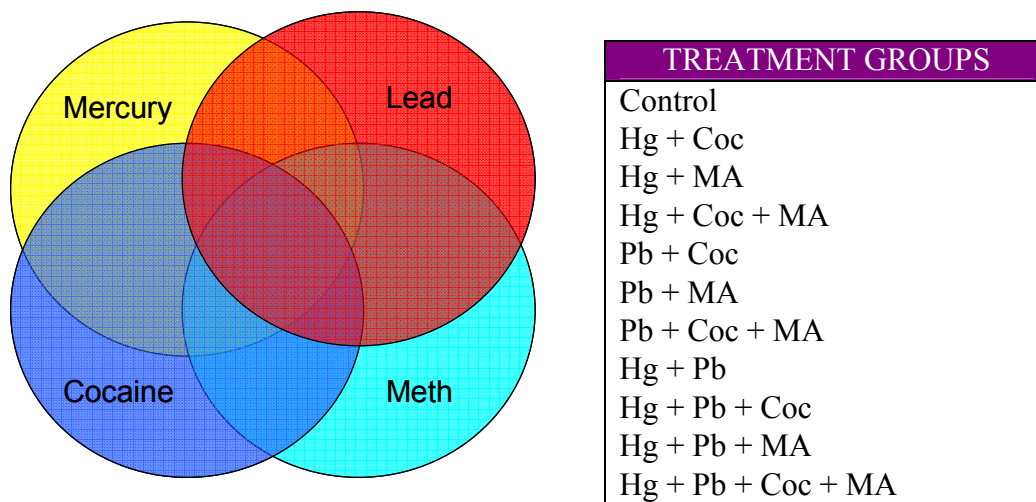 Mercury
Lead
Cocaine
Meth
TREATMENT GROUPS
Control
Hg + Coc
Hg + MA
Hg + Coc + MA
Pb + Coc
Pb + MA
Pb + Coc + MA
Hg + Pb
Hg + Pb + Coc
Hg + Pb + MA
Hg + Pb + Coc + MA